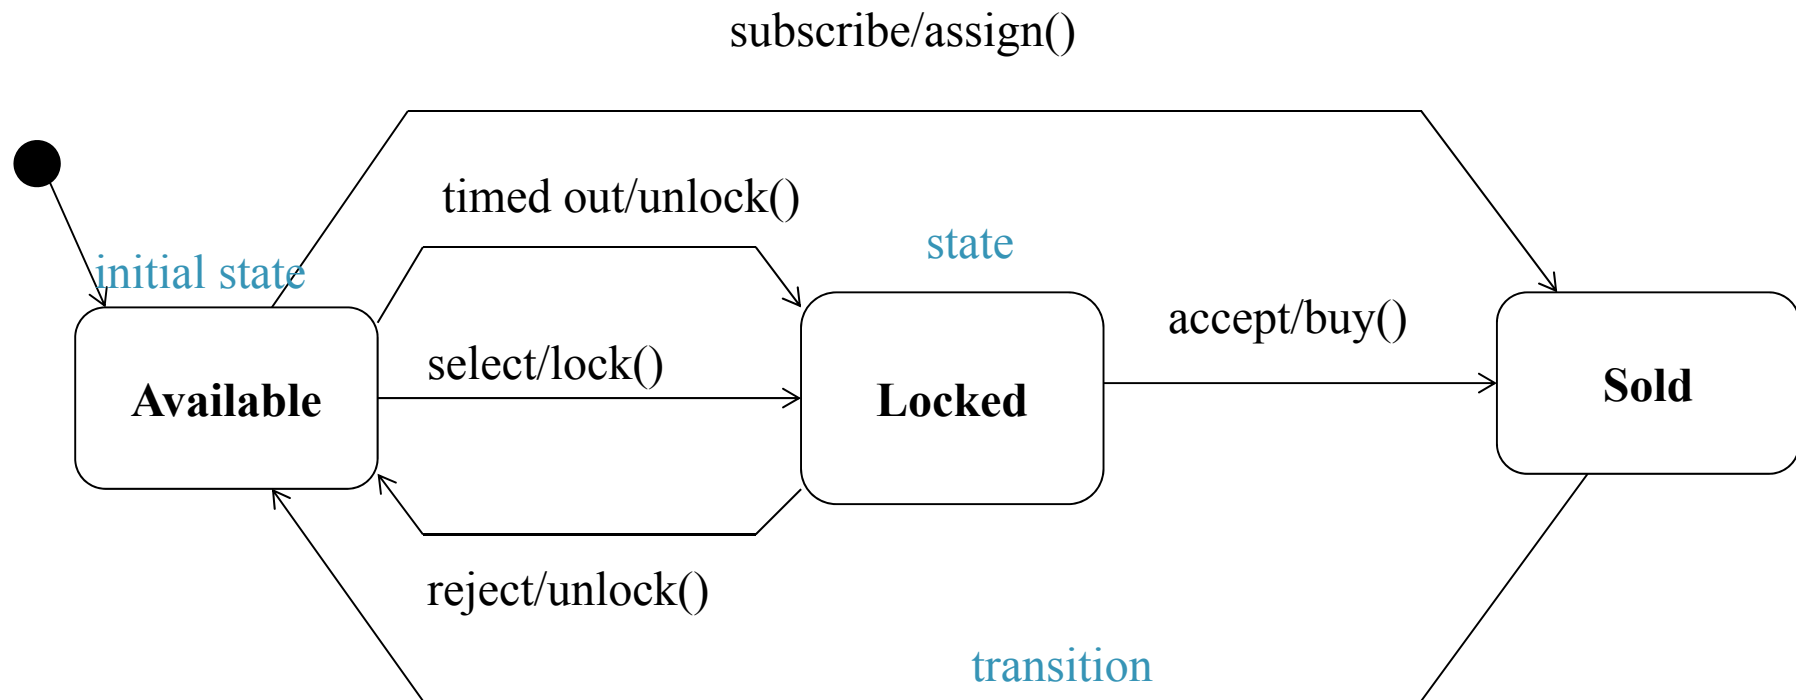 subscribe/assign()
timed out/unlock()
state
initial state
accept/buy()
select/lock()
Available
Locked
Sold
reject/unlock()
transition